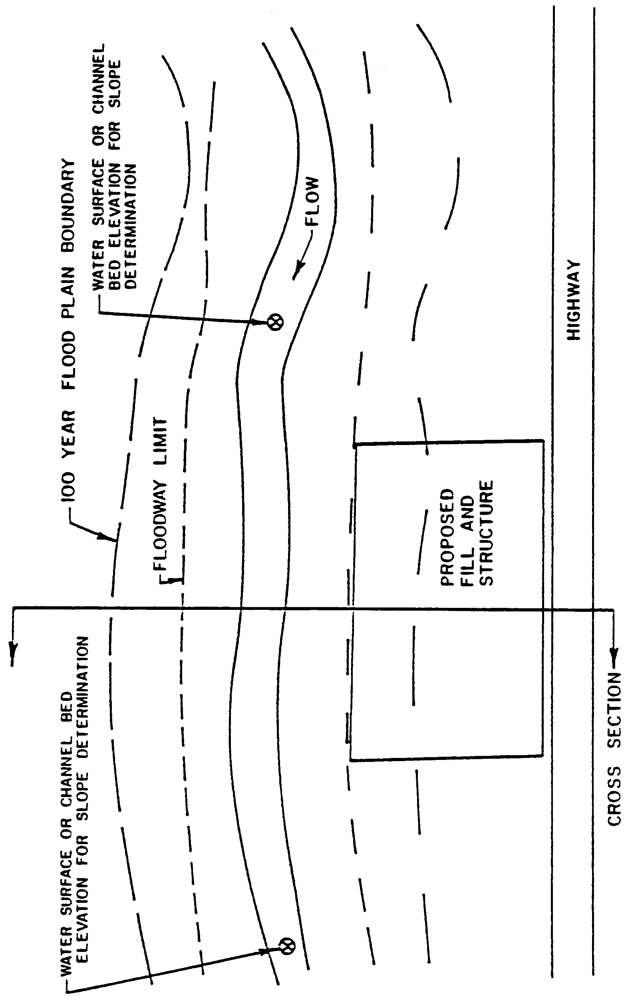 100 YEAR FLOOD PLAIN BOUNDARY
WATER SURFACE OR CHANNEL BED
ELEVATION FOR SLOPE DETERMINATION
WATER SURFACE OR CHANNEL
BED ELEVATION FOR SLOPE
DETERMINATION
FLOODWAY LIMIT
FLOW
PROPOSED
FILL AND
STRUCTURE
HIGHWAY
CROSS SECTION